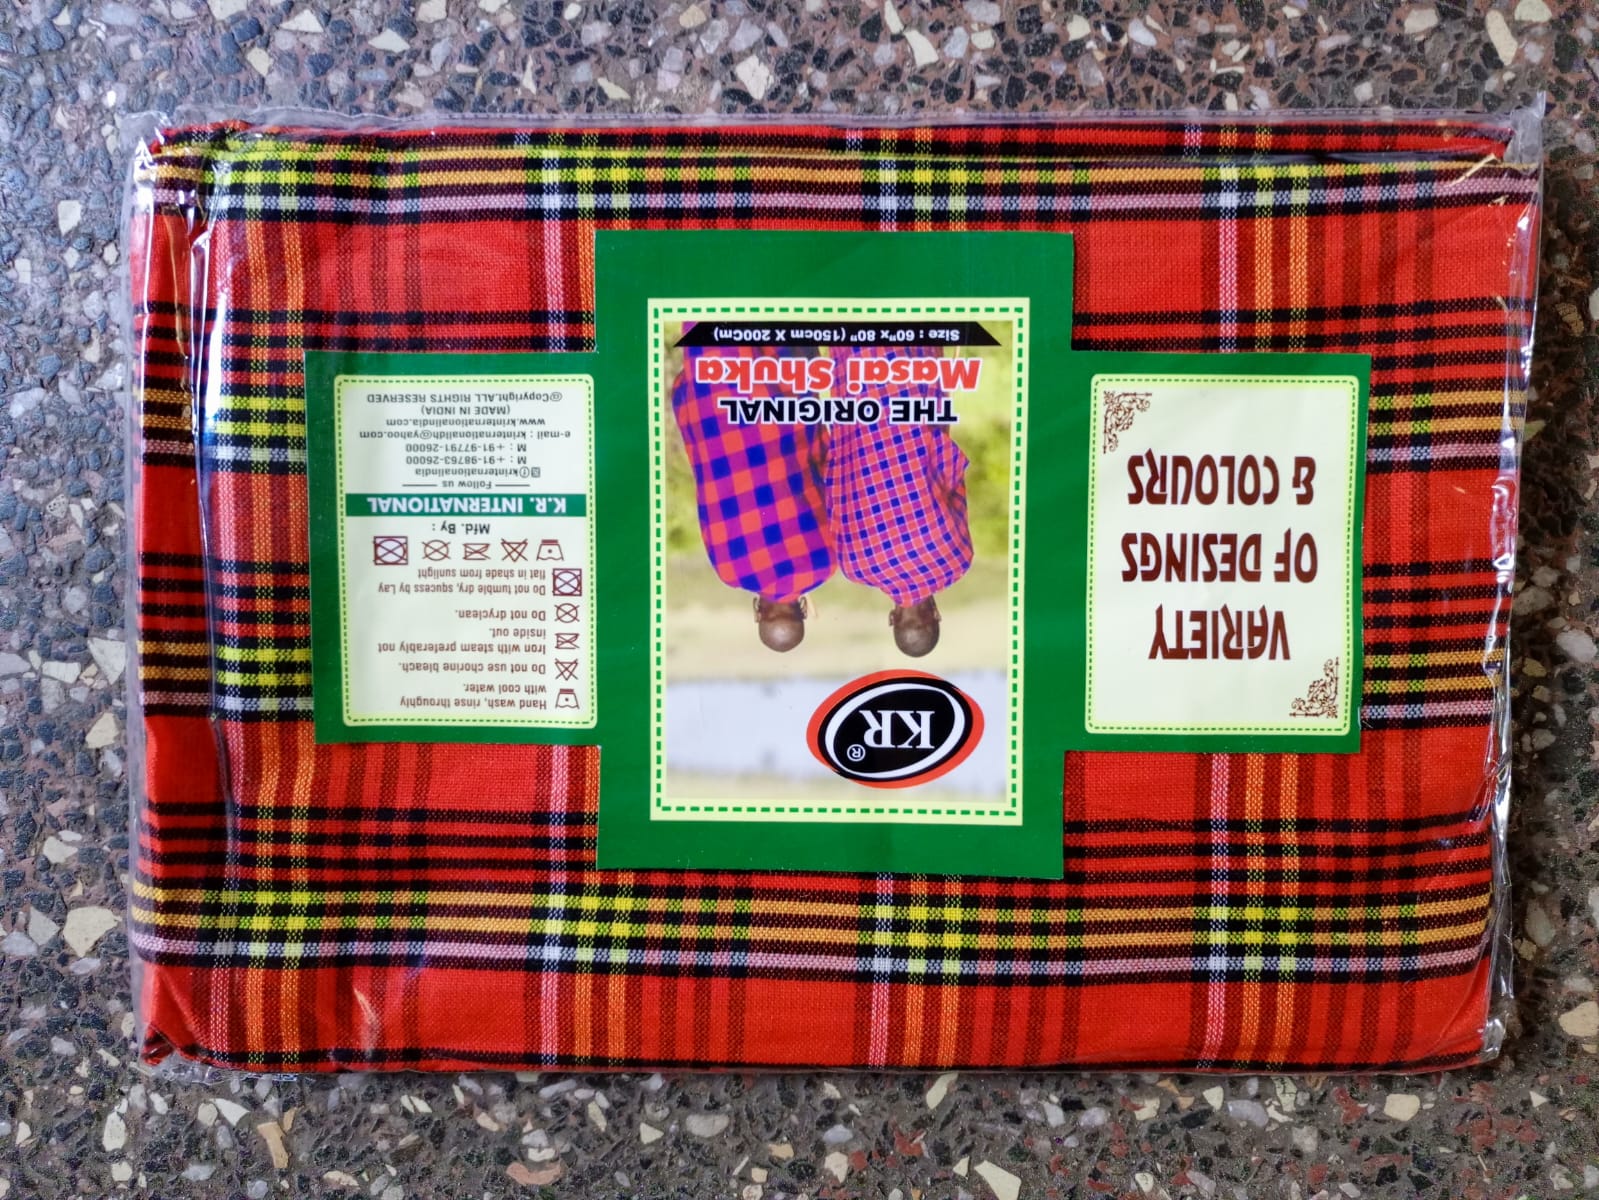 VARIETY
OF DESINGS
& COLOURS
KR®
THE ORIGINAL
Masai Shuka
Size : 60"x 80" (150cm X 200Cm)
Hand wash, rinse throughly
with cool water.
Do not use chorine bleach.
Iron with steam preferably not
inside out.
Do not dryclean.
Do not tumble dry, squcess by Lay
flat in shade from sunlight
Mfd. By :
K.R. INTERNATIONAL
Follow us
krinternationalindia
M : +91-98763-26000
M : +91-97791-26000
e-mail : krinternationalldh@yahoo.com
www.krinternationalindia.com
(MADE IN INDIA)
@Copyright.ALL RIGHTS RESERVED